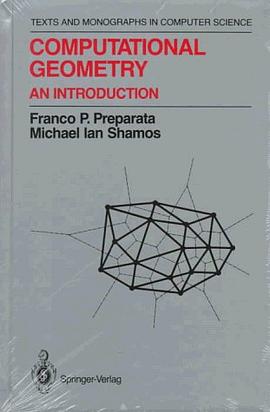 TEXTS AND MONOGRAPHS IN COMPUTER SCIENCE
COMPUTATIONAL
GEOMETRY
AN INTRODUCTION
Franco P. Preparata
Michael Ian Shamos
Springer-Verlag